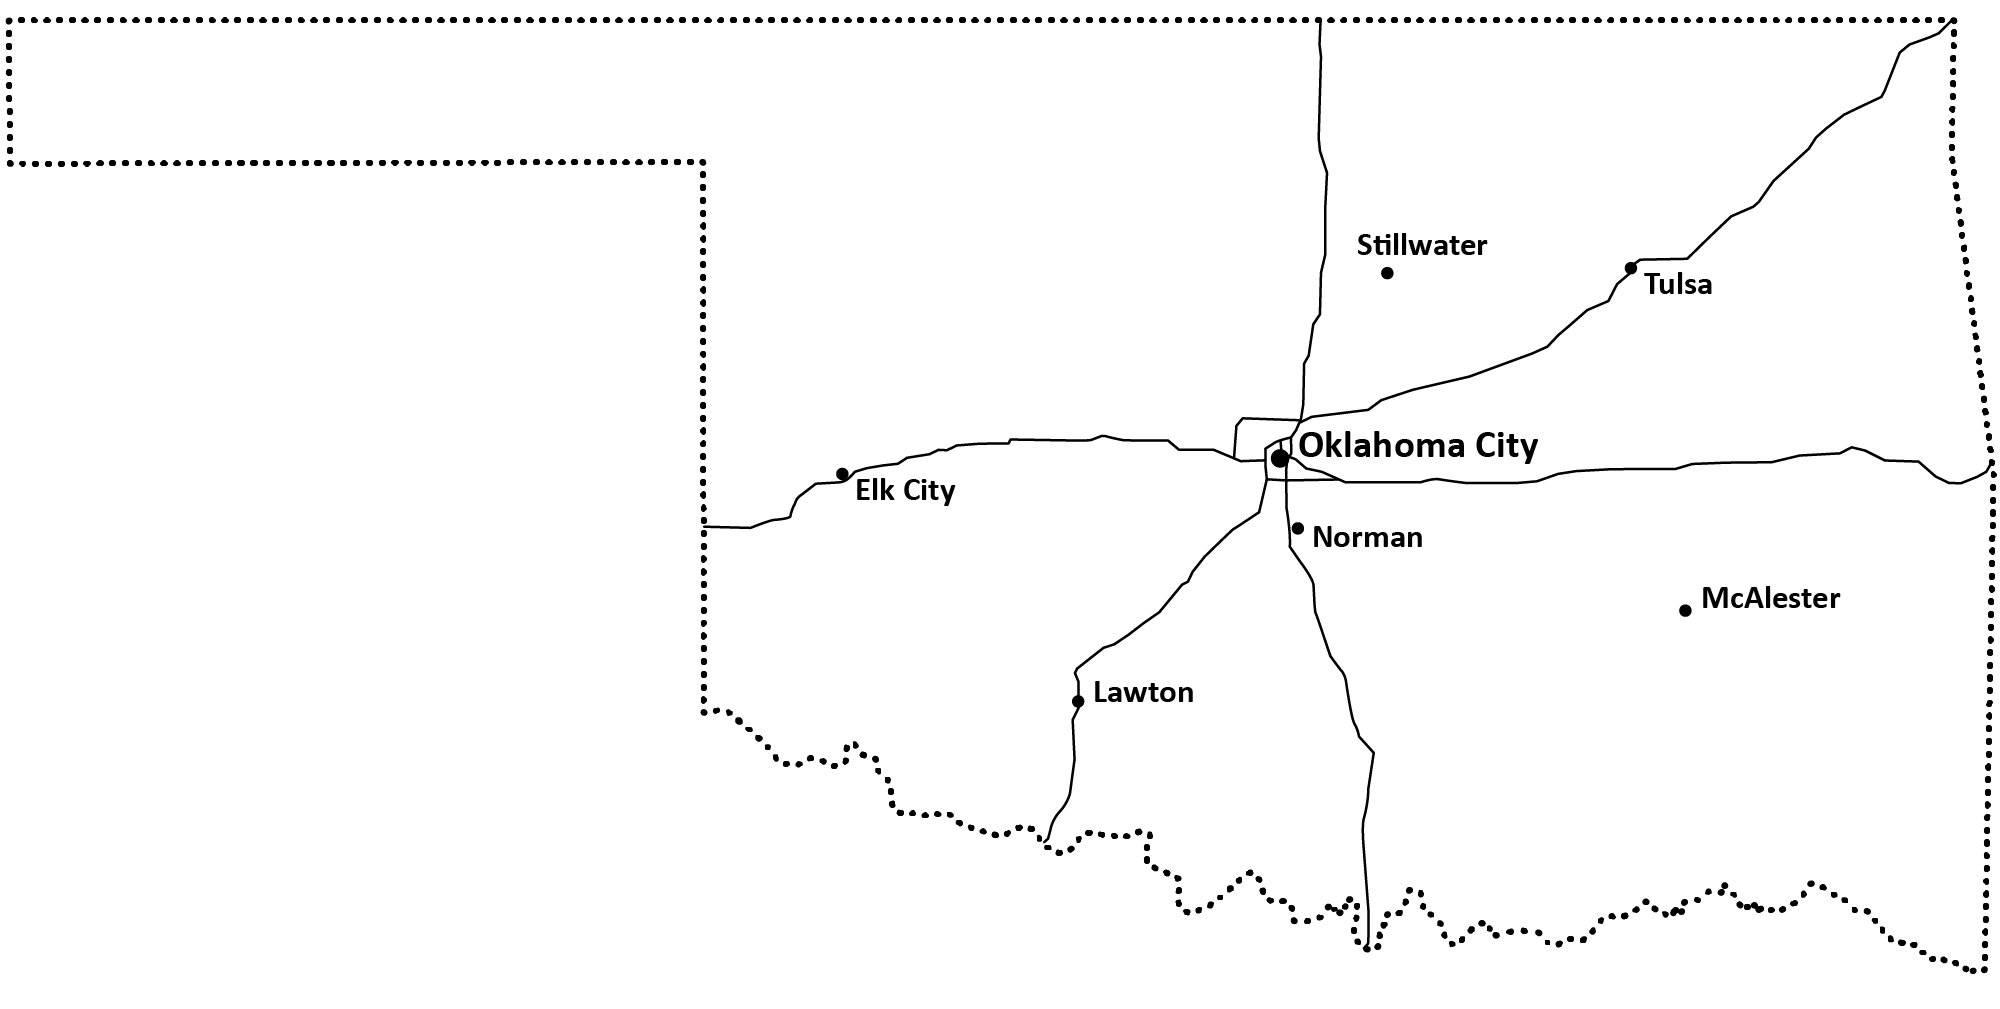 Stillwater
Tulsa
Oklahoma City
Elk City
Norman
McAlester
Lawton